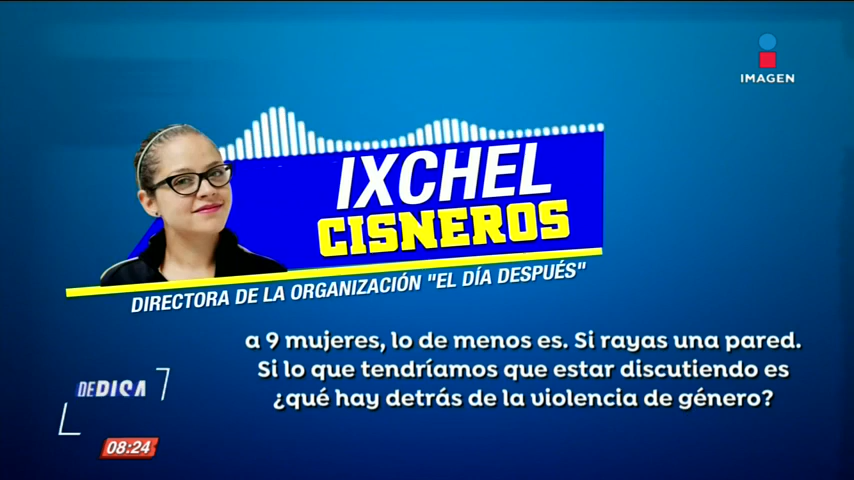 IMAGEN
IXCHEL
CISNEROS
DIRECTORA DE LA ORGANIZACIÓN "EL DÍA DESPUÉS"
a 9 mujeres, lo de menos es. Si rayas una pared.
Si lo que tendríamos que estar discutiendo es
¿qué hay detrás de la violencia de género?
DEDISA
08:24